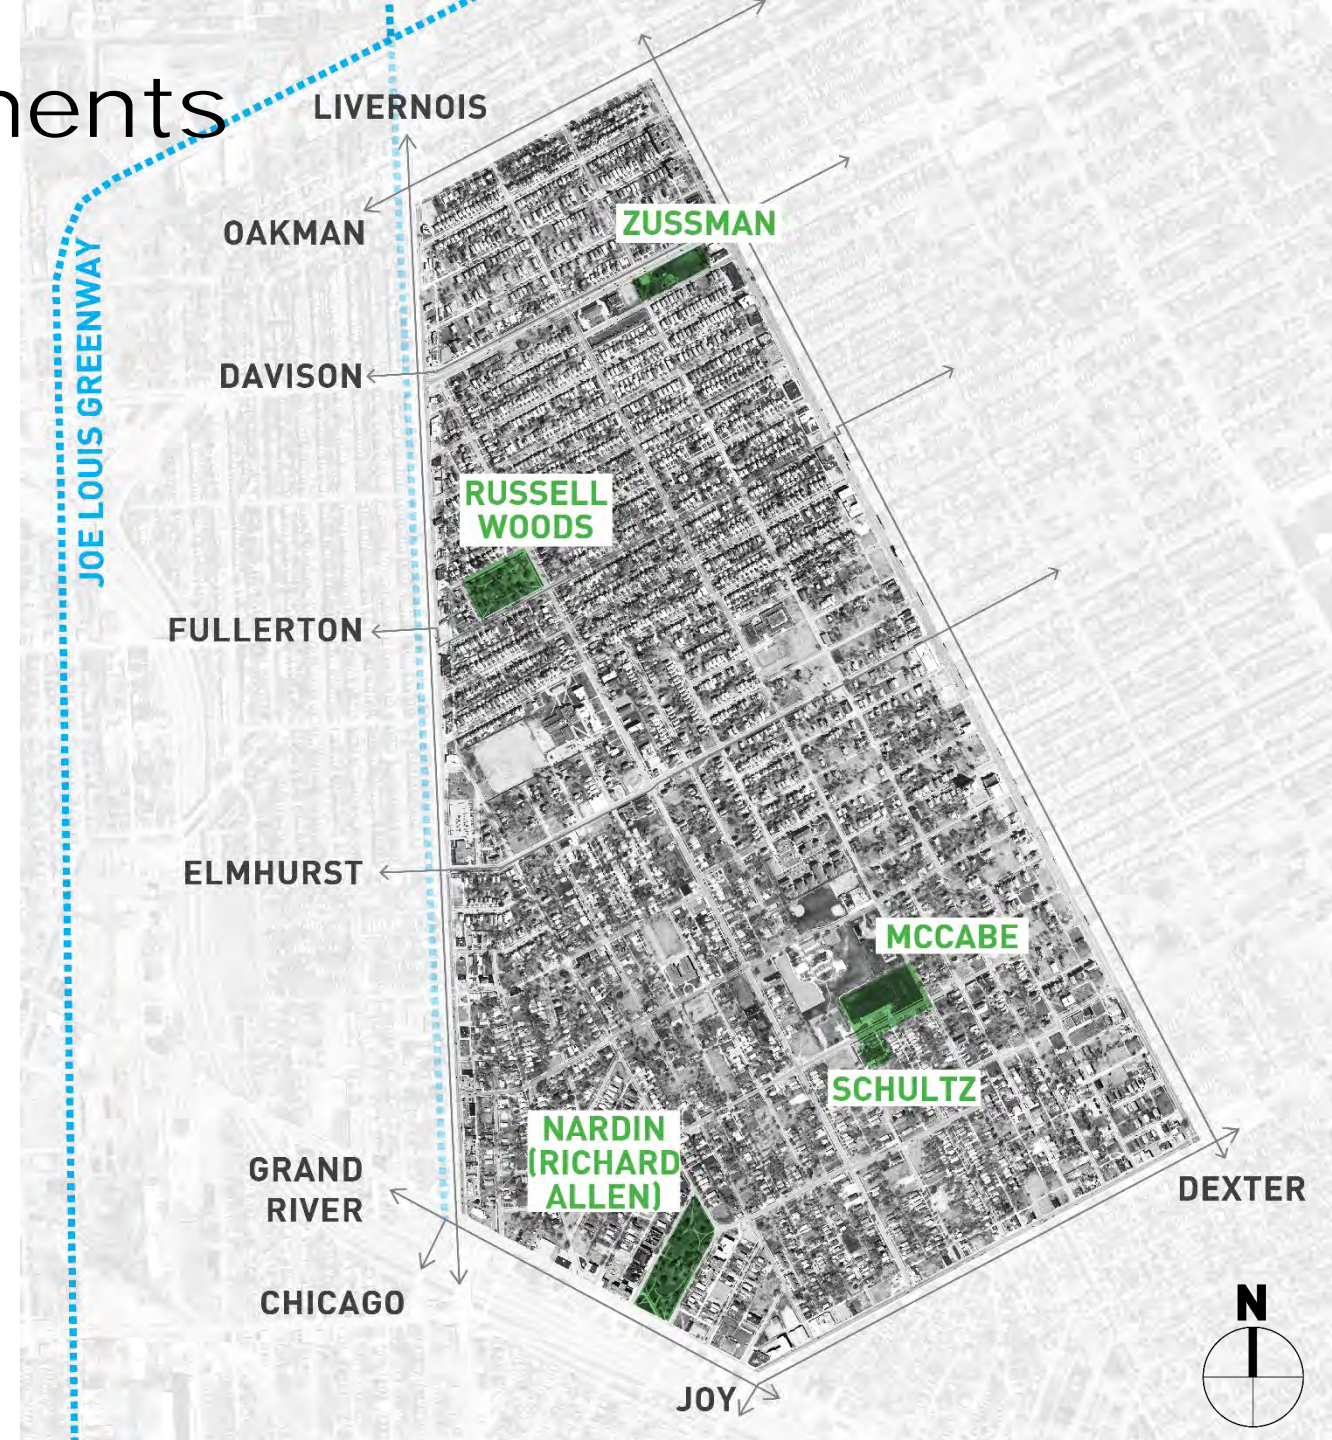 ments
LIVERNOIS
OAKMAN
ZUSSMAN
JOE LOUIS GREENWAY
DAVISON
RUSSELL
WOODS
FULLERTON
ELMHURST
MCCABE
SCHULTZ
NARDIN
(RICHARD
ALLEN)
GRAND
RIVER
DEXTER
CHICAGO
JOY
N